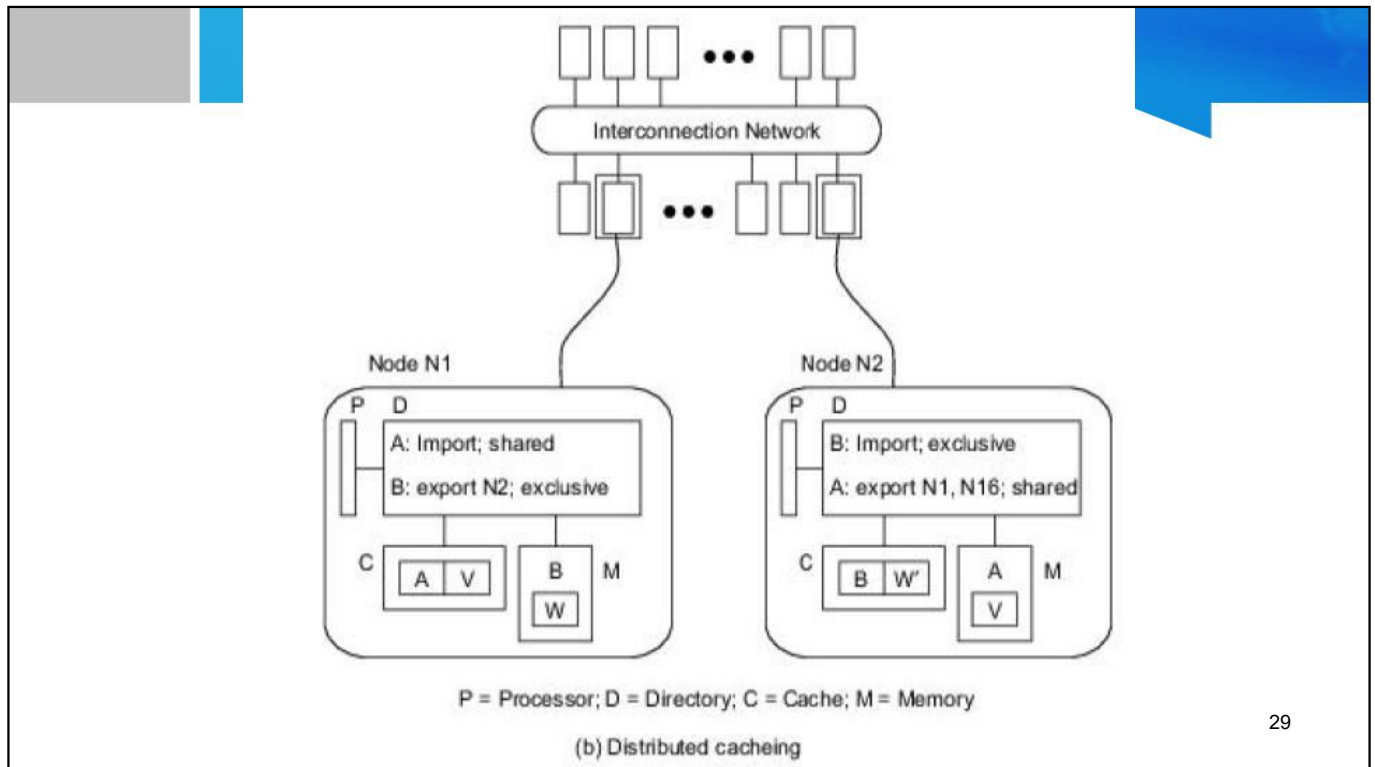 Interconnection Network
Node N1
Node N2
P D
A: Import; shared
B: export N2; exclusive
C
A V
B
W
M
P D
B: Import; exclusive
A: export N1, N16; shared
C
B W'
A
V
M
P = Processor; D = Directory; C = Cache; M = Memory
29
(b) Distributed cacheing